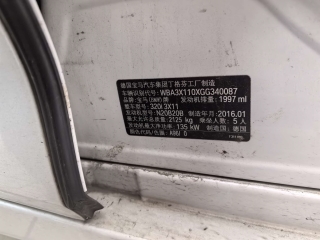 德国宝马汽车集团丁格芬工厂制造
车辆识别代号: WBA3X110XGG340087
品牌: 宝马(BMW)牌 发动机排量: 1997 ml
车辆型号: 320i(3X11)
最大允许总质量: 2125 kg 乘坐人数: 5 人
发动机型号: N20B20B 制造年月: 2016.01
发动机最大净功率: 135 kW 制造国: 德国